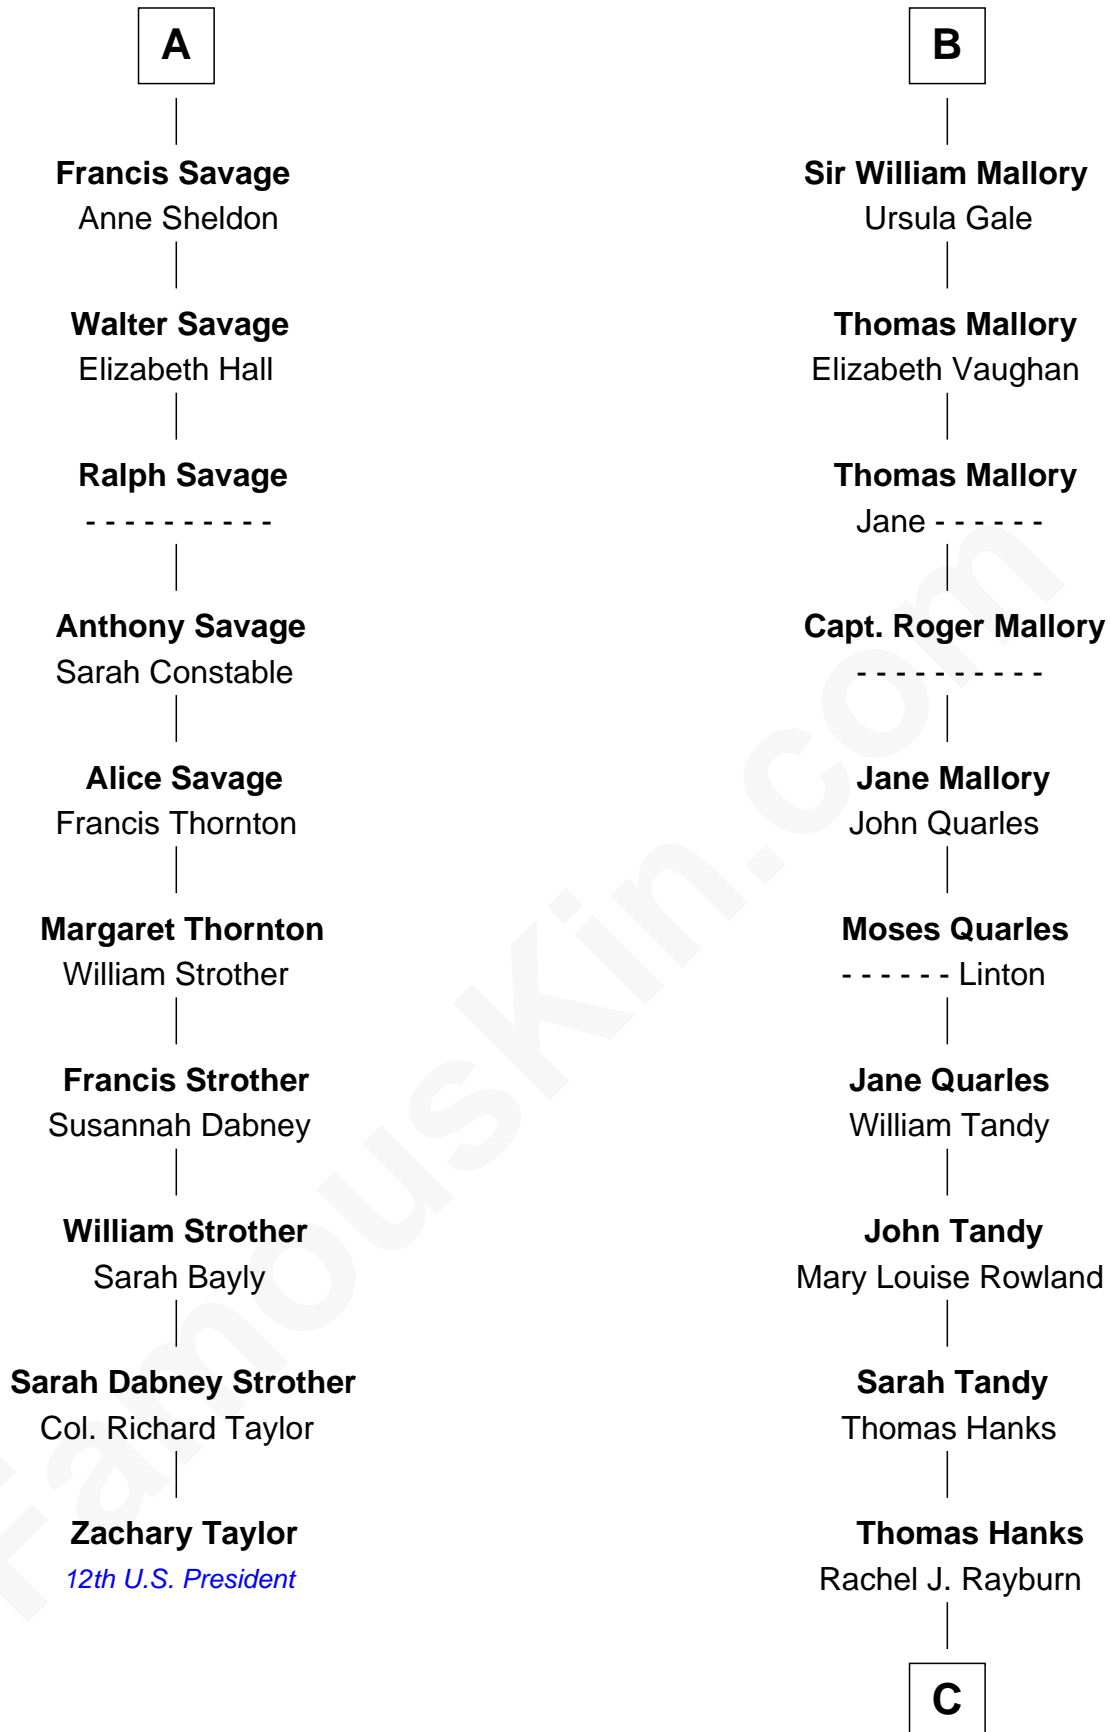 A
Francis Savage
Anne Sheldon
Walter Savage
Elizabeth Hall
Ralph Savage
- - - - - - - - - -
Anthony Savage
Sarah Constable
Alice Savage
Francis Thornton
Margaret Thornton
William Strother
Francis Strother
Susannah Dabney
William Strother
Sarah Bayly
Sarah Dabney Strother
Col. Richard Taylor
Zachary Taylor
12th U.S. President
B
Sir William Mallory
Ursula Gale
Thomas Mallory
Elizabeth Vaughan
Thomas Mallory
Jane - - - - - -
Capt. Roger Mallory
- - - - - - - - - -
Jane Mallory
John Quarles
Moses Quarles
- - - - - - Linton
Jane Quarles
William Tandy
John Tandy
Mary Louise Rowland
Sarah Tandy
Thomas Hanks
Thomas Hanks
Rachel J. Rayburn
C
FamousKin.com